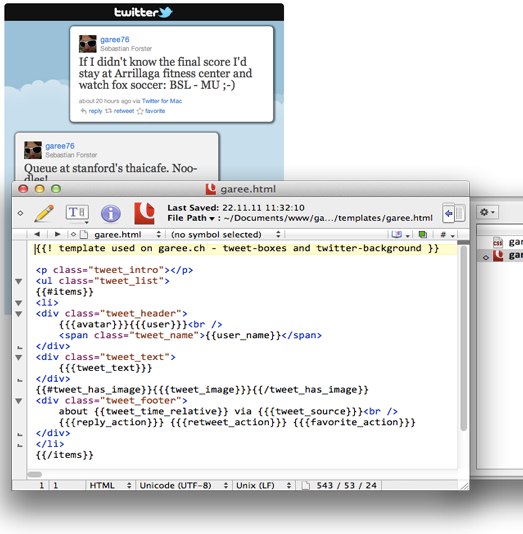 twitter
garee76
Sebastian Forster
If I didn't know the final score I'd
stay at Arrillaga fitness center and
watch fox soccer: BSL - MU ;-)
about 20 hours ago via Twitter for Mac
reply retweet favorite
garee76
Sebastian Forster
Queue at stanford's thaicafe. Noo-
dles!
garee.html
Last Saved: 22.11.11 11:32:10
File Path ▾ : ~/Documents/www/ga.../templates/garee.html
garee.html (no symbol selected)
{{! template used on garee.ch - tweet-boxes and twitter-background }}
<p class="tweet_intro"></p>
<ul class="tweet_list">
{{#items}}
<li>
<div class="tweet_header">
{{{avatar}}}{{{user}}}<br />
<span class="tweet_name">{{user_name}}</span>
</div>
<div class="tweet_text">
{{{tweet_text}}}
</div>
{{#tweet_has_image}}{{{tweet_image}}}{{/tweet_has_image}}
<div class="tweet_footer">
about {{tweet_time_relative}} via {{{tweet_source}}}<br />
{{{reply_action}}} {{{retweet_action}}} {{{favorite_action}}}
</div>
</li>
{{/items}}
1 1 HTML Unicode (UTF-8) Unix (LF) 543 / 53 / 24